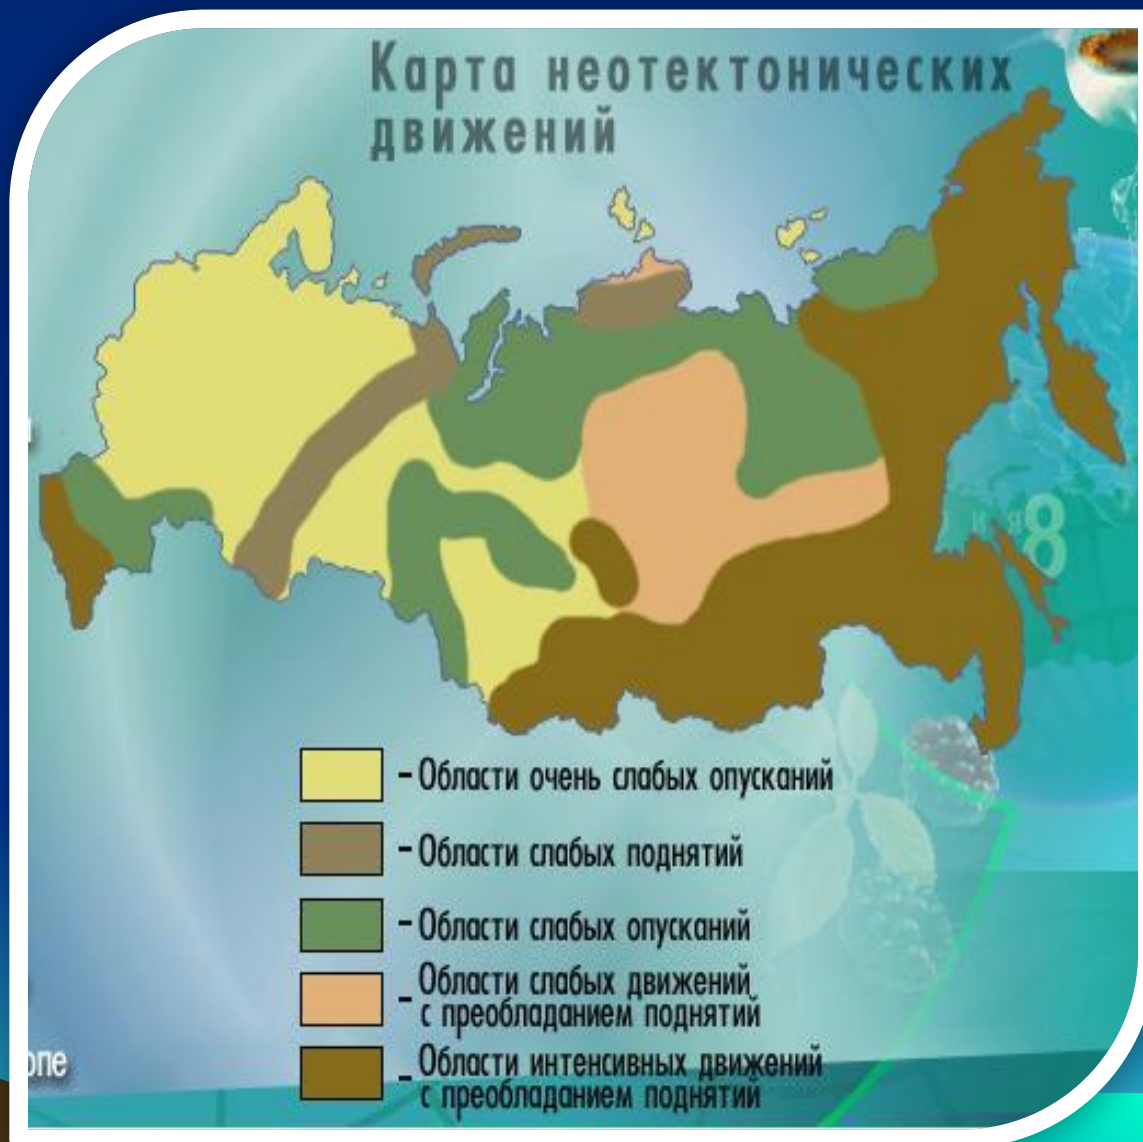 Карта неотектонических
движений
8
- Области очень слабых опусканий
- Области слабых поднятий
- Области слабых опусканий
- Области слабых движений
с преобладанием поднятий
- Области интенсивных движений
с преобладанием поднятий